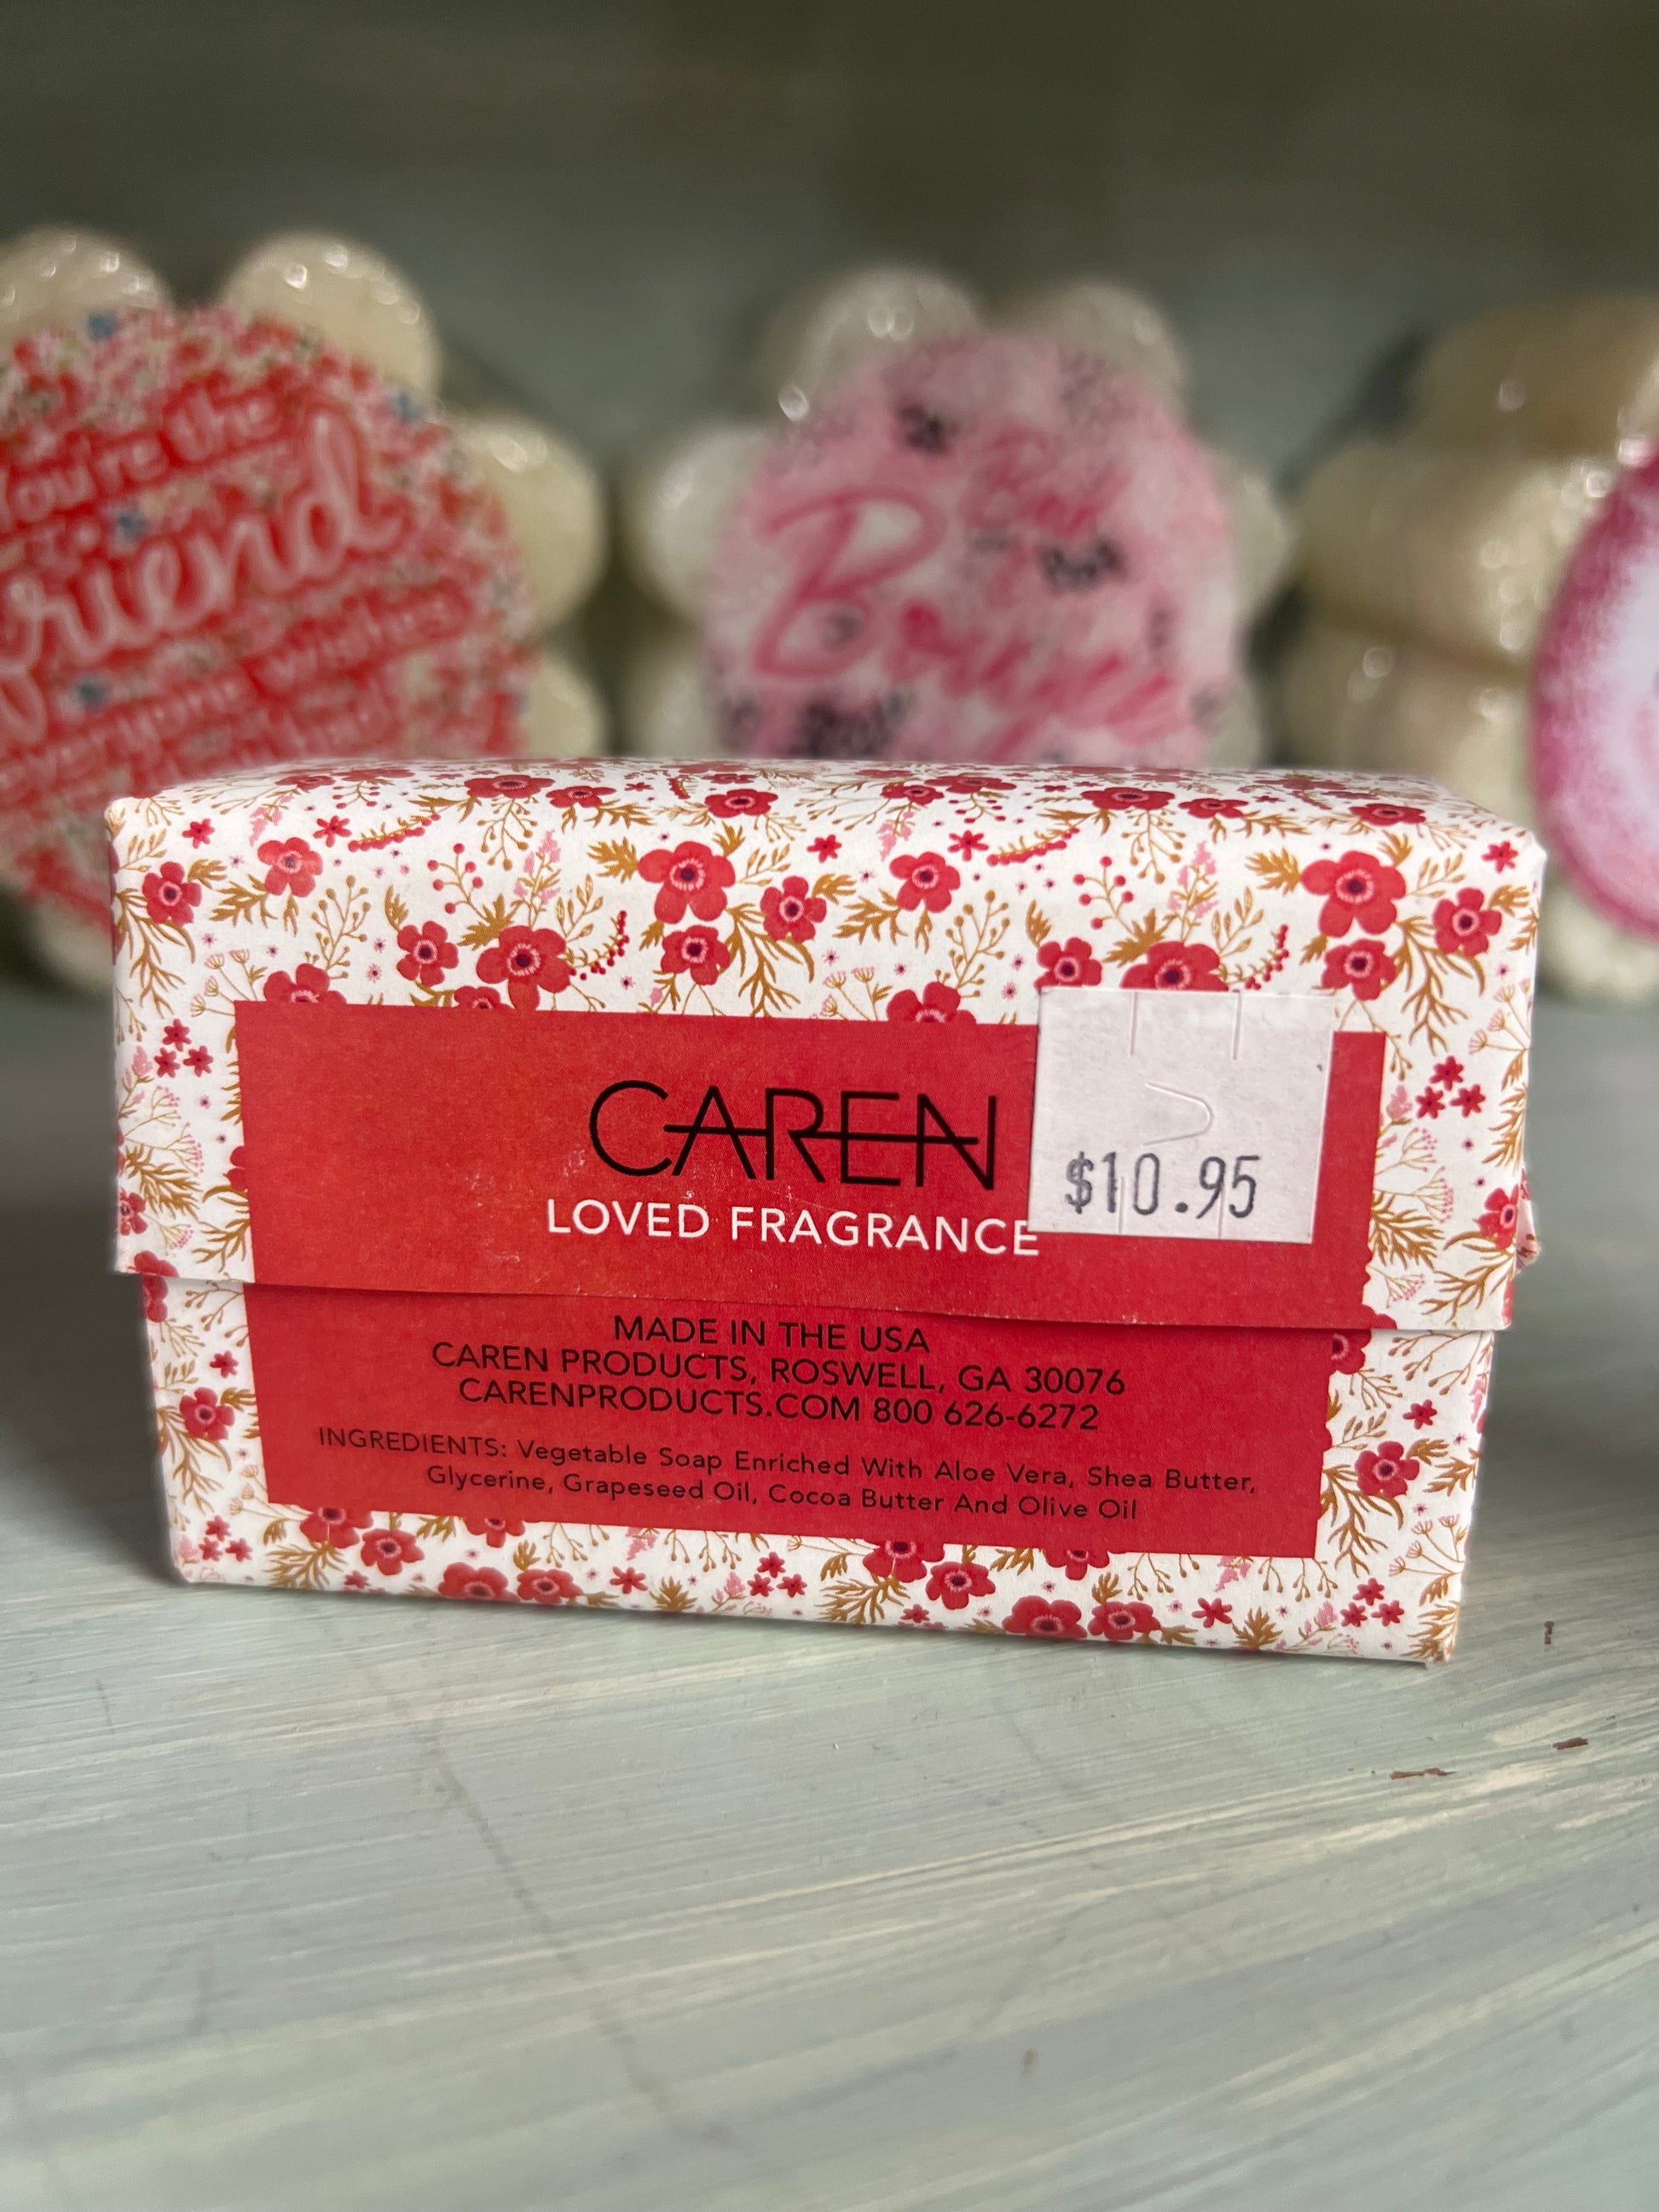 You're the
Friend
everyone wishes
CAREN
$10.95
LOVED FRAGRANCE
MADE IN THE USA
CAREN PRODUCTS, ROSWELL, GA 30076
CARENPRODUCTS.COM 800 626-6272
INGREDIENTS: Vegetable Soap Enriched With Aloe Vera, Shea Butter,
Glycerine, Grapeseed Oil, Cocoa Butter And Olive Oil